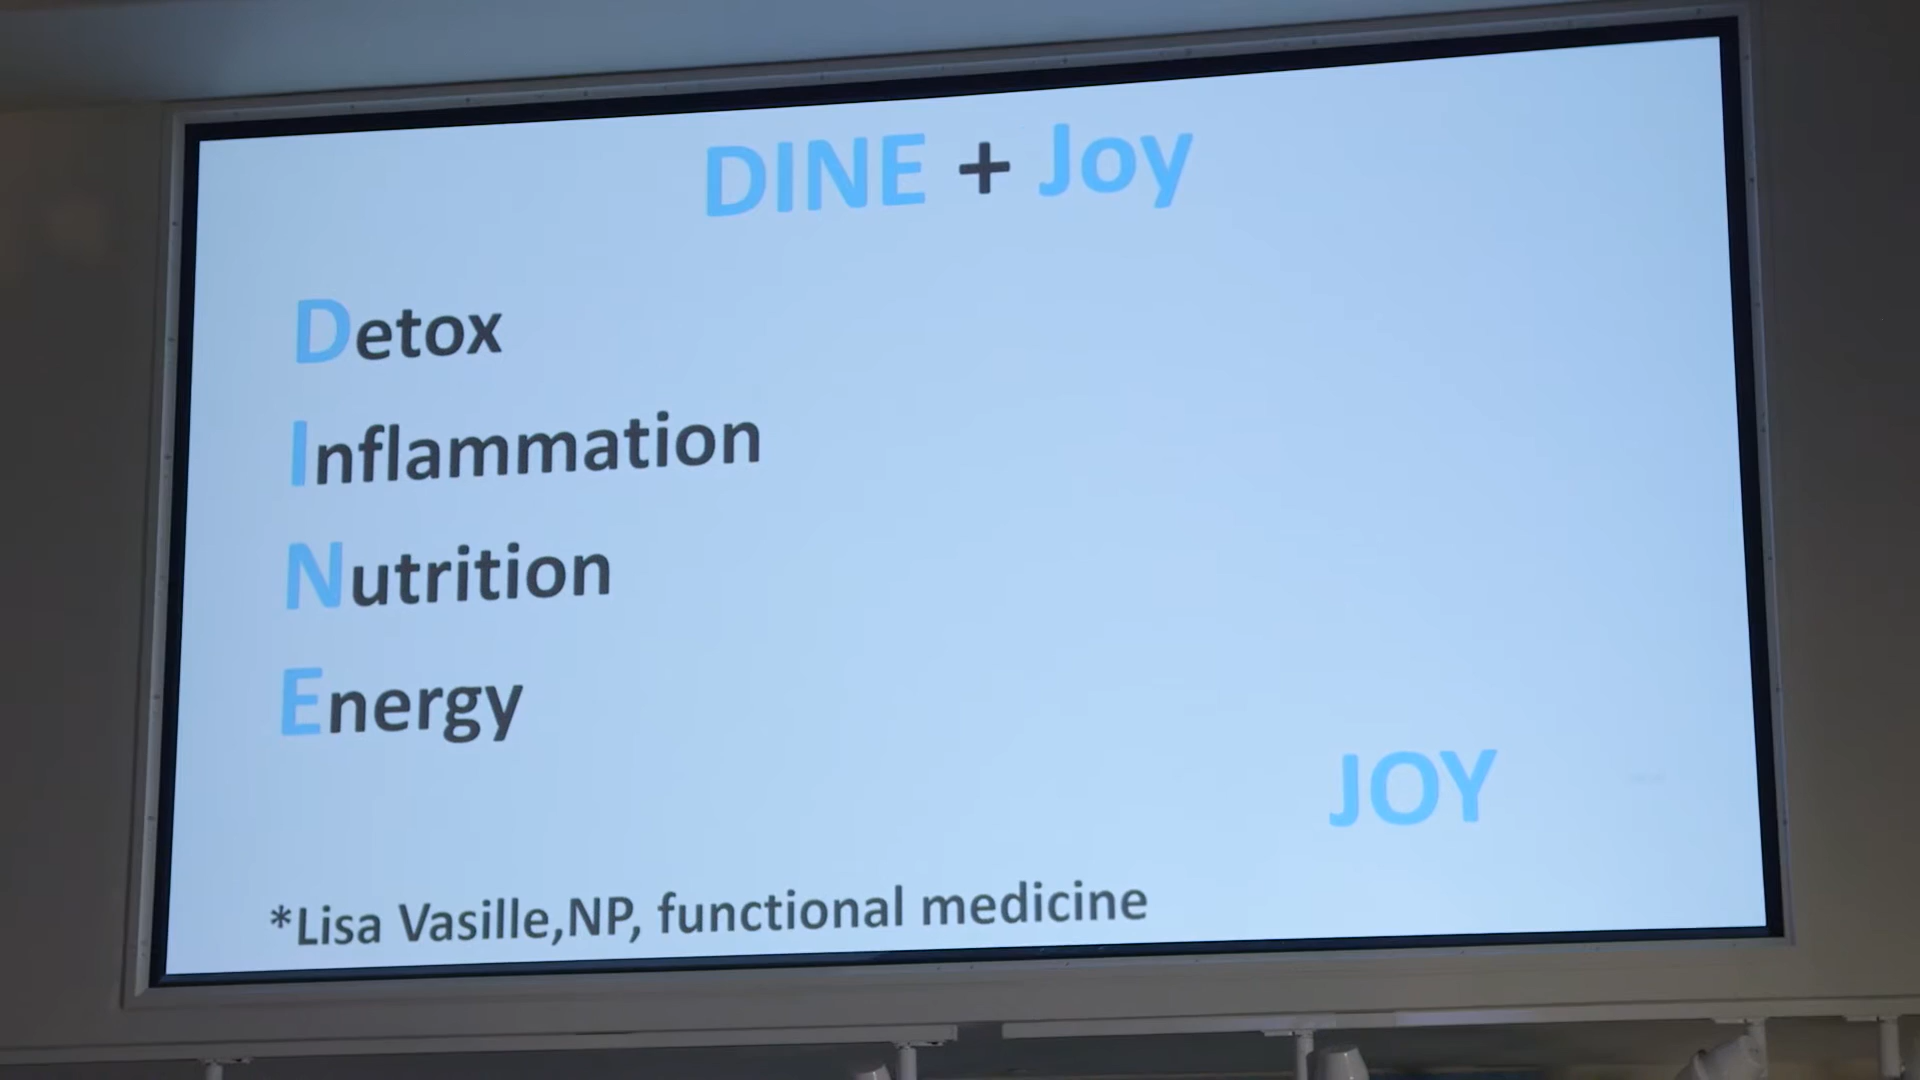 DINE + Joy
Detox
Inflammation
Nutrition
Energy
JOY
*Lisa Vasille,NP, functional medicine